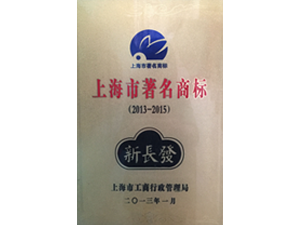 上海市著名商标
上海市著名商标
(2013-2015)
新長發
上海市工商行政管理局
二〇一三年一月